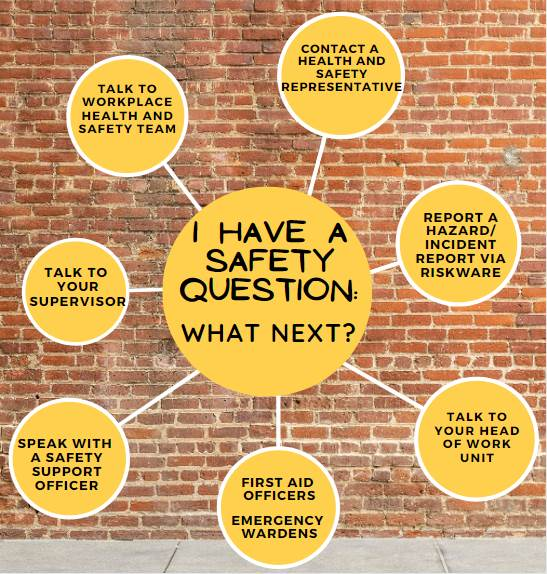 I HAVE A
SAFETY
QUESTION:
WHAT NEXT?
CONTACT A
HEALTH AND
SAFETY
REPRESENTATIVE
REPORT A
HAZARD/
INCIDENT
REPORT VIA
RISKWARE
TALK TO
YOUR HEAD
OF WORK
UNIT
FIRST AID
OFFICERS
EMERGENCY
WARDENS
SPEAK WITH
A SAFETY
SUPPORT
OFFICER
TALK TO
YOUR
SUPERVISOR
TALK TO
WORKPLACE
HEALTH AND
SAFETY TEAM